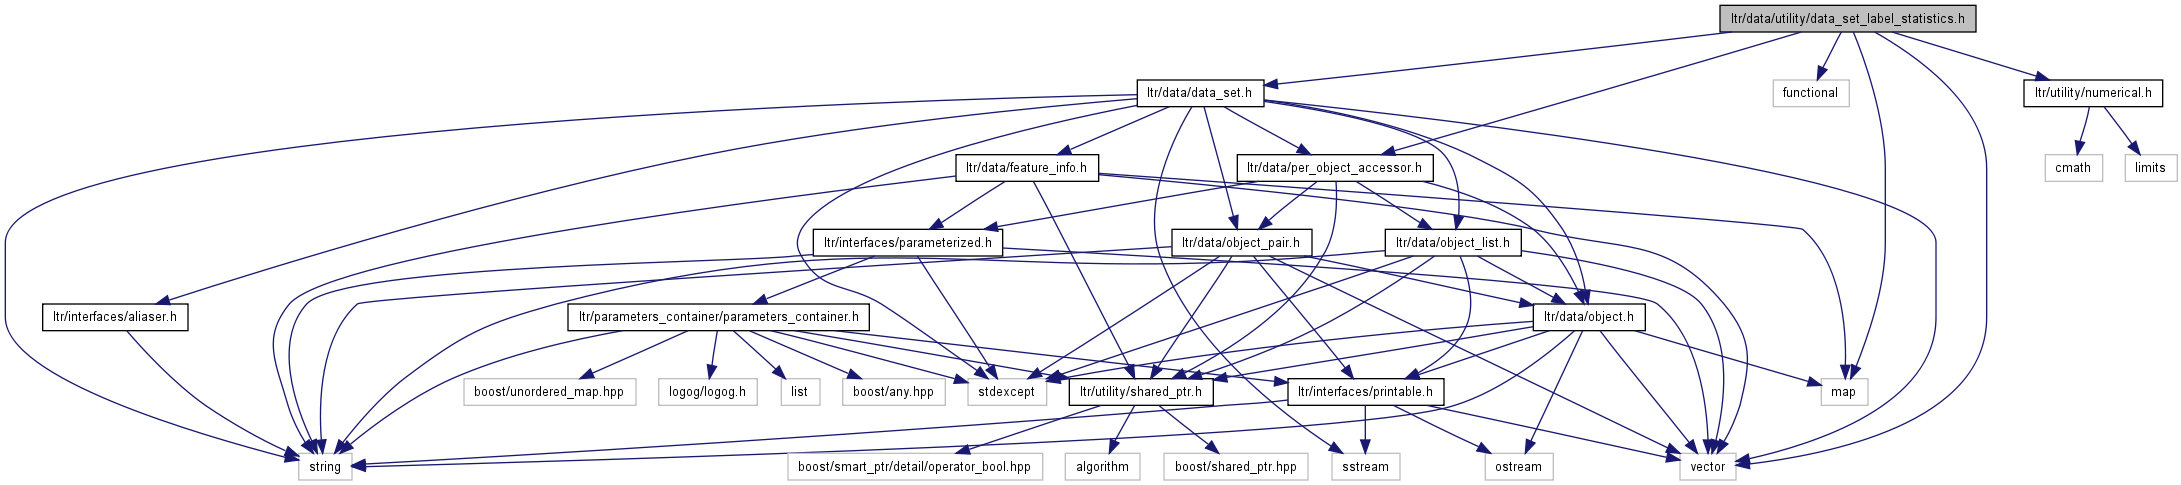 ltr/data/utility/data_set_label_statistics.h
ltr/data/data_set.h
functional
ltr/utility/numerical.h
ltr/data/feature_info.h
ltr/data/per_object_accessor.h
cmath
limits
ltr/interfaces/parameterized.h
ltr/data/object_pair.h
ltr/data/object_list.h
ltr/interfaces/aliaser.h
ltr/parameters_container/parameters_container.h
ltr/data/object.h
boost/unordered_map.hpp
logog/logog.h
list
boost/any.hpp
stdexcept
ltr/utility/shared_ptr.h
ltr/interfaces/printable.h
map
string
boost/smart_ptr/detail/operator_bool.hpp
algorithm
boost/shared_ptr.hpp
sstream
ostream
vector